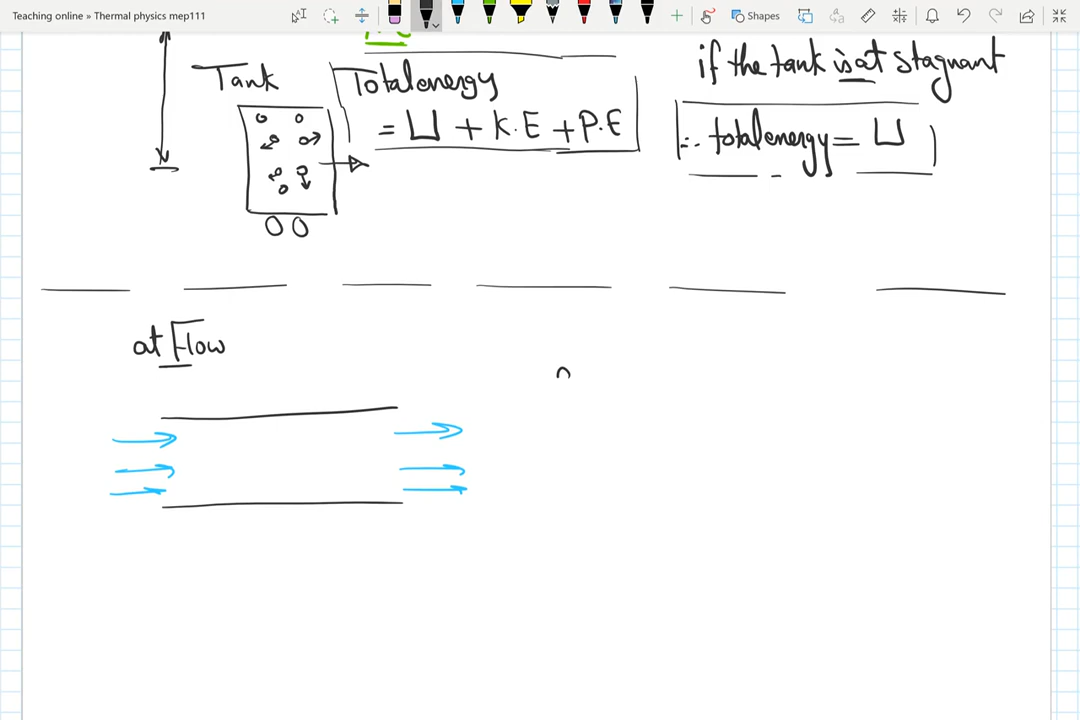 Teaching online » Thermal physics mep111
Shapes
Tank
Total energy
= U + K.E + P.E
if the tank is at stagnant
∴ total energy = U
at Flow